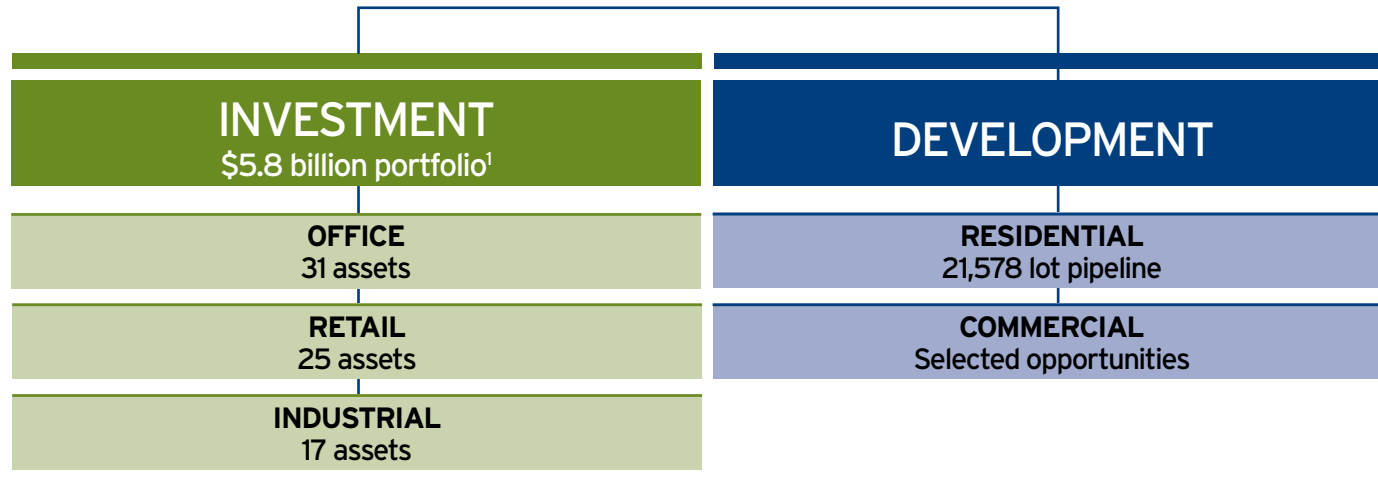 INVESTMENT
$5.8 billion portfolio¹
OFFICE
31 assets
RETAIL
25 assets
INDUSTRIAL
17 assets
DEVELOPMENT
RESIDENTIAL
21,578 lot pipeline
COMMERCIAL
Selected opportunities